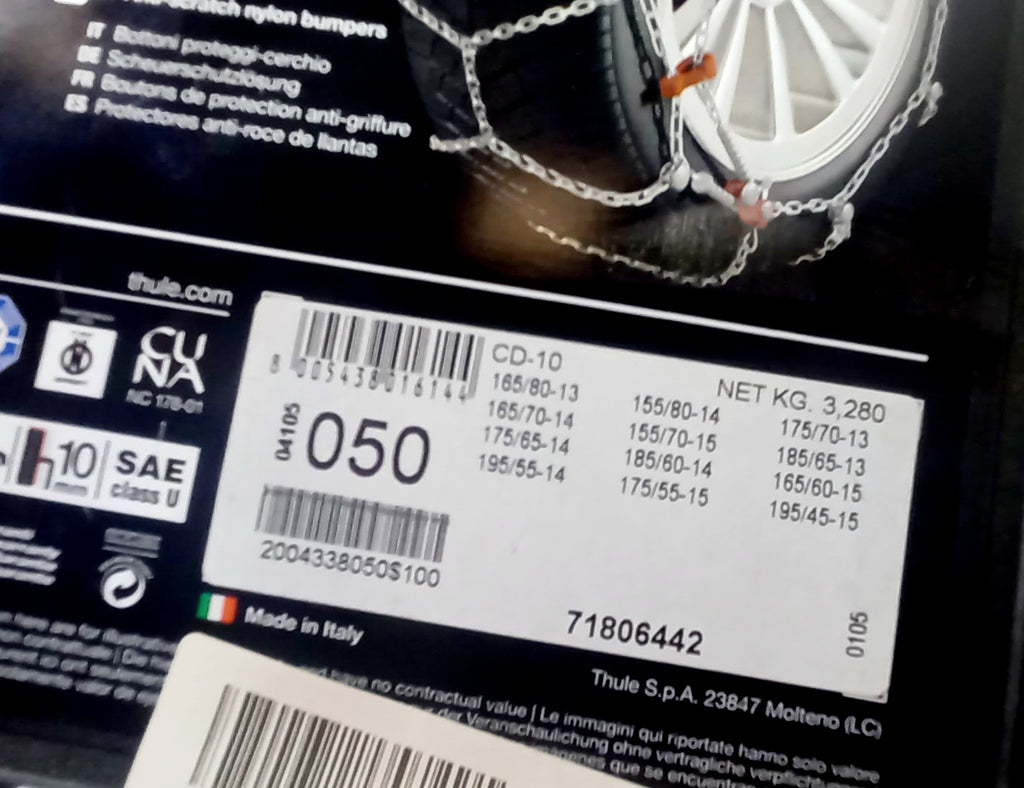 scratch nylon bumpers
IT Bottoni proteggi-cerchio
DE Scheuerschutzlösung
FR Boutons de protection anti-griffure
ES Protectores anti-roce de llantas
thule.com
CU
NA
NC 178-01
10 mm
SAE
class U
8 005438 016144
04105
050
2004338050S100
CD-10
NET KG. 3,280
165/80-13 155/80-14 175/70-13
165/70-14 155/70-15 185/65-13
175/65-14 185/60-14 165/60-15
195/55-14 175/55-15 195/45-15
71806442
0105
Made in Italy
Thule S.p.A. 23847 Molteno (LC)
have no contractual value | Le immagini qui riportate hanno solo valore
der Veranschaulichung ohne vertragliche
que se encuentran